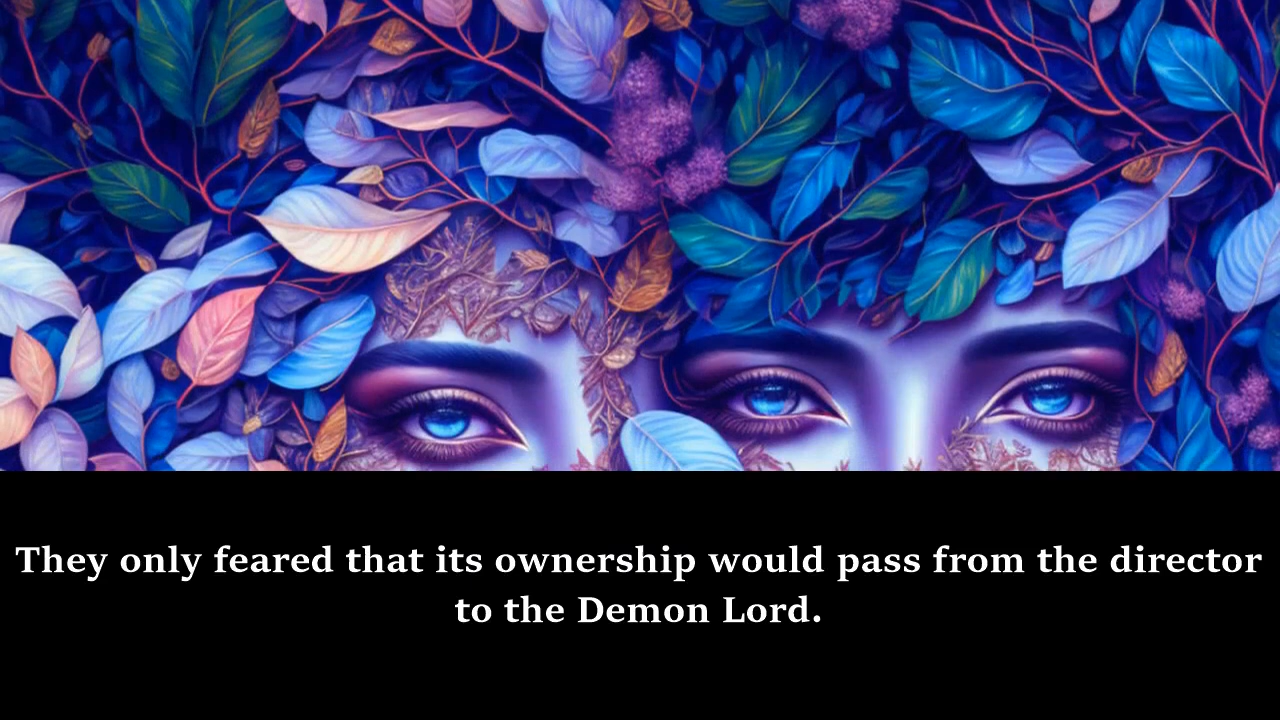 They only feared that its ownership would pass from the director
to the Demon Lord.